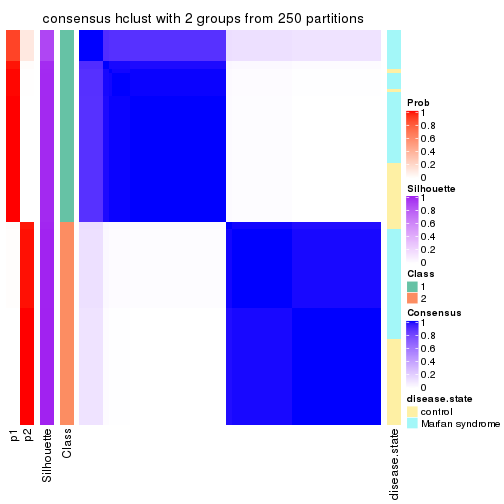 consensus hclust with 2 groups from 250 partitions
Prob
1
0.8
0.6
0.4
0.2
0
Silhouette
1
0.8
0.6
0.4
0.2
0
Class
1
2
Consensus
1
0.8
0.6
0.4
0.2
0
disease.state
control
Marfan syndrome
p1
p2
Silhouette
Class
disease.state